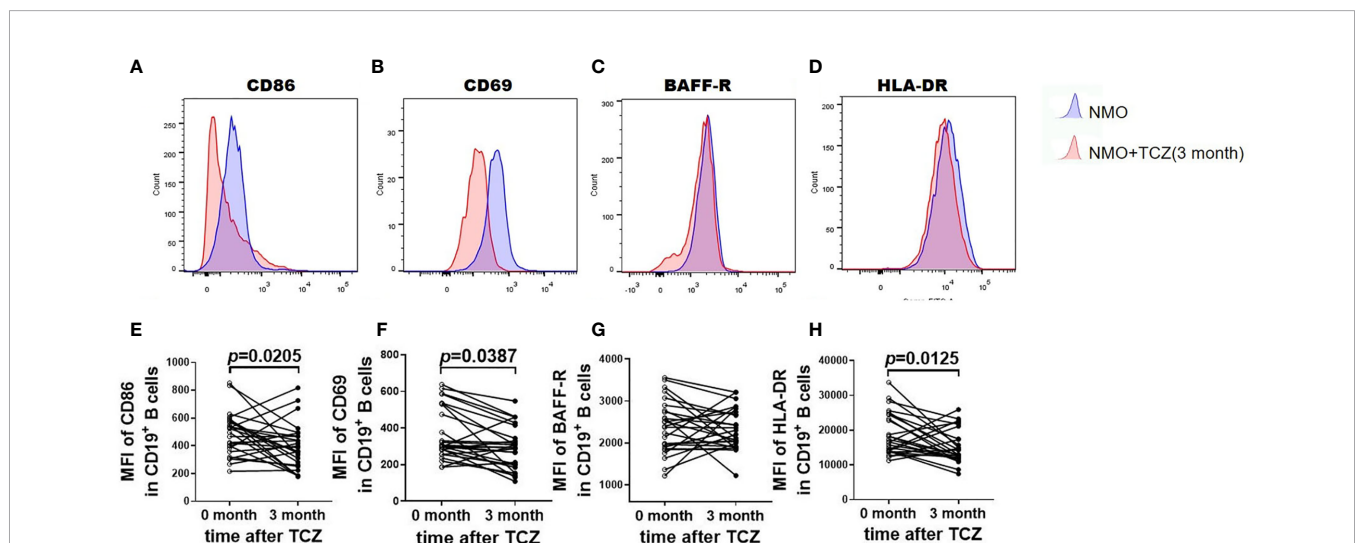 A
B
C
D
CD86
CD69
BAFF-R
HLA-DR
NMO
NMO+TCZ(3 month)
Count
250
200
150
100
50
0
0
10³
10⁴
10⁵
Count
30
20
10
0
0
10³
10⁴
Count
300
200
100
0
-10³
0
10³
10⁴
10⁵
Count
200
150
100
50
0
0
10⁴
10⁵
E
F
G
H
MFI of CD86
in CD19⁺ B cells
1000
800
600
400
200
0
p=0.0205
0 month
3 month
time after TCZ
MFI of CD69
in CD19⁺ B cells
800
600
400
200
0
p=0.0387
0 month
3 month
time after TCZ
MFI of BAFF-R
in CD19⁺ B cells
4000
3000
2000
1000
0 month
3 month
time after TCZ
MFI of HLA-DR
in CD19⁺ B cells
40000
30000
20000
10000
0
p=0.0125
0 month
3 month
time after TCZ